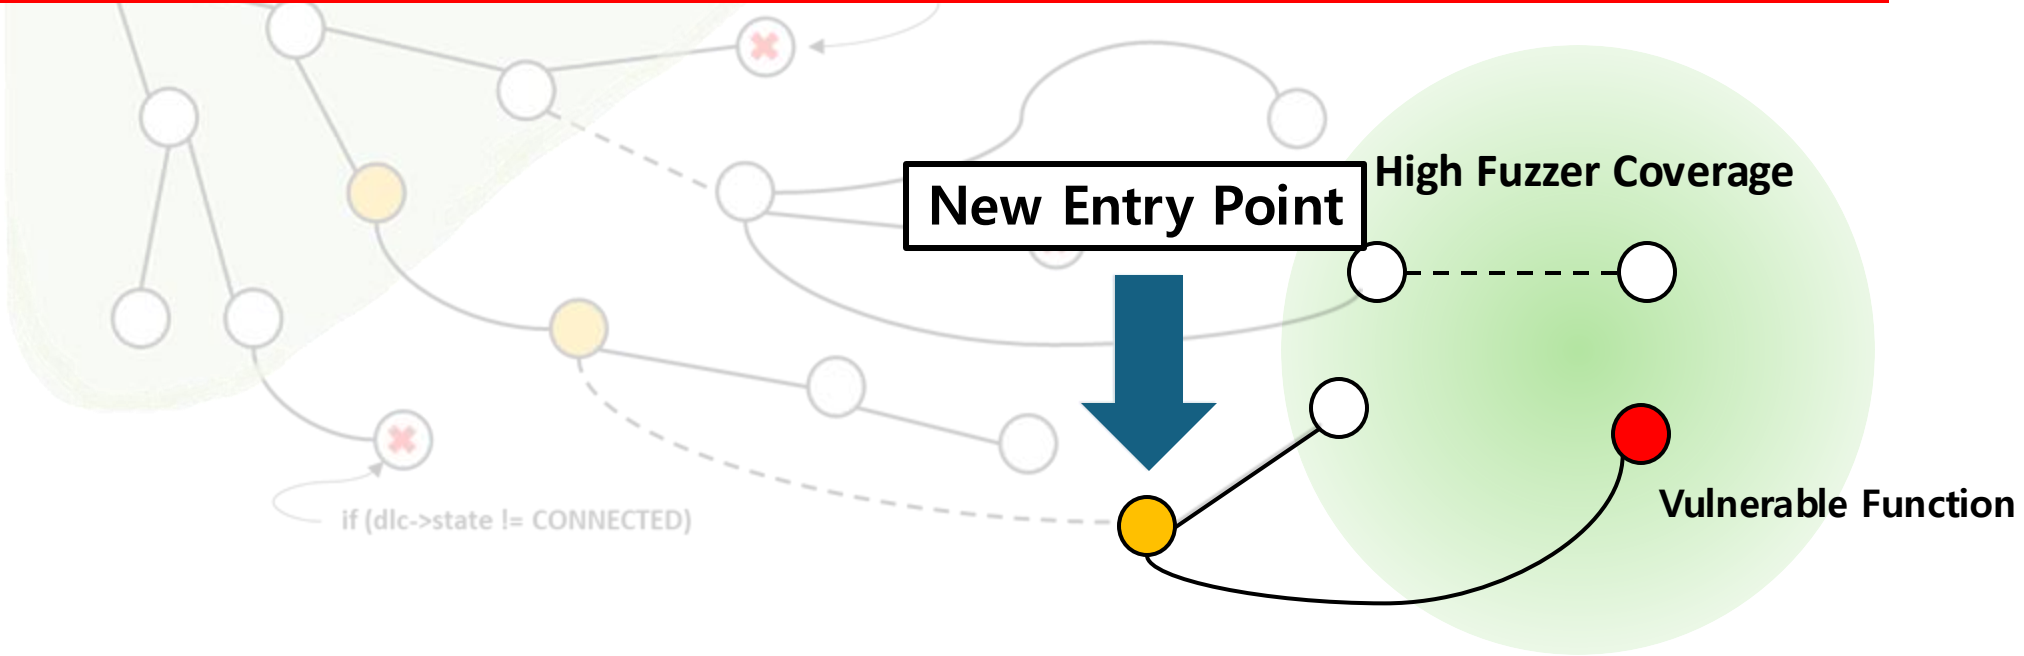 High Fuzzer Coverage
New Entry Point
Vulnerable Function
if (dlc->state != CONNECTED)